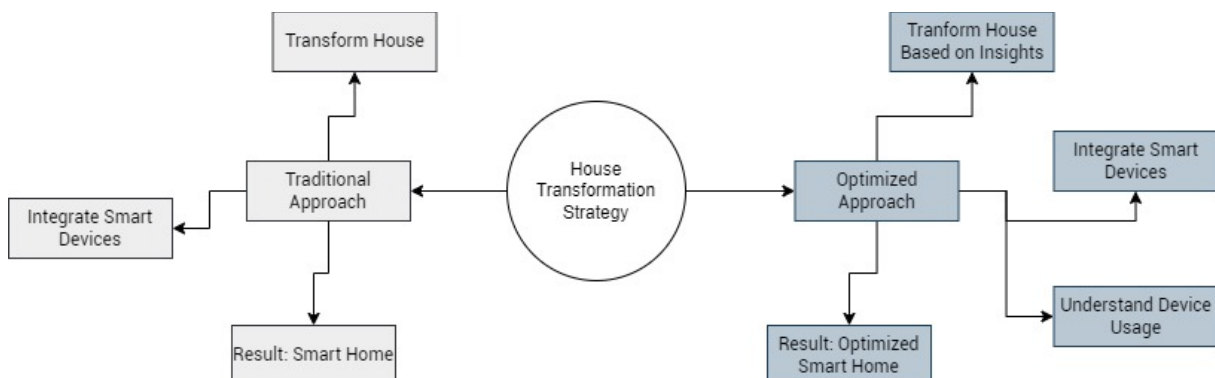 Transform House
Tranform House
Based on Insights
Traditional
Approach
Integrate Smart
Devices
Result: Smart Home
House
Transformation
Strategy
Optimized
Approach
Integrate Smart
Devices
Understand Device
Usage
Result: Optimized
Smart Home